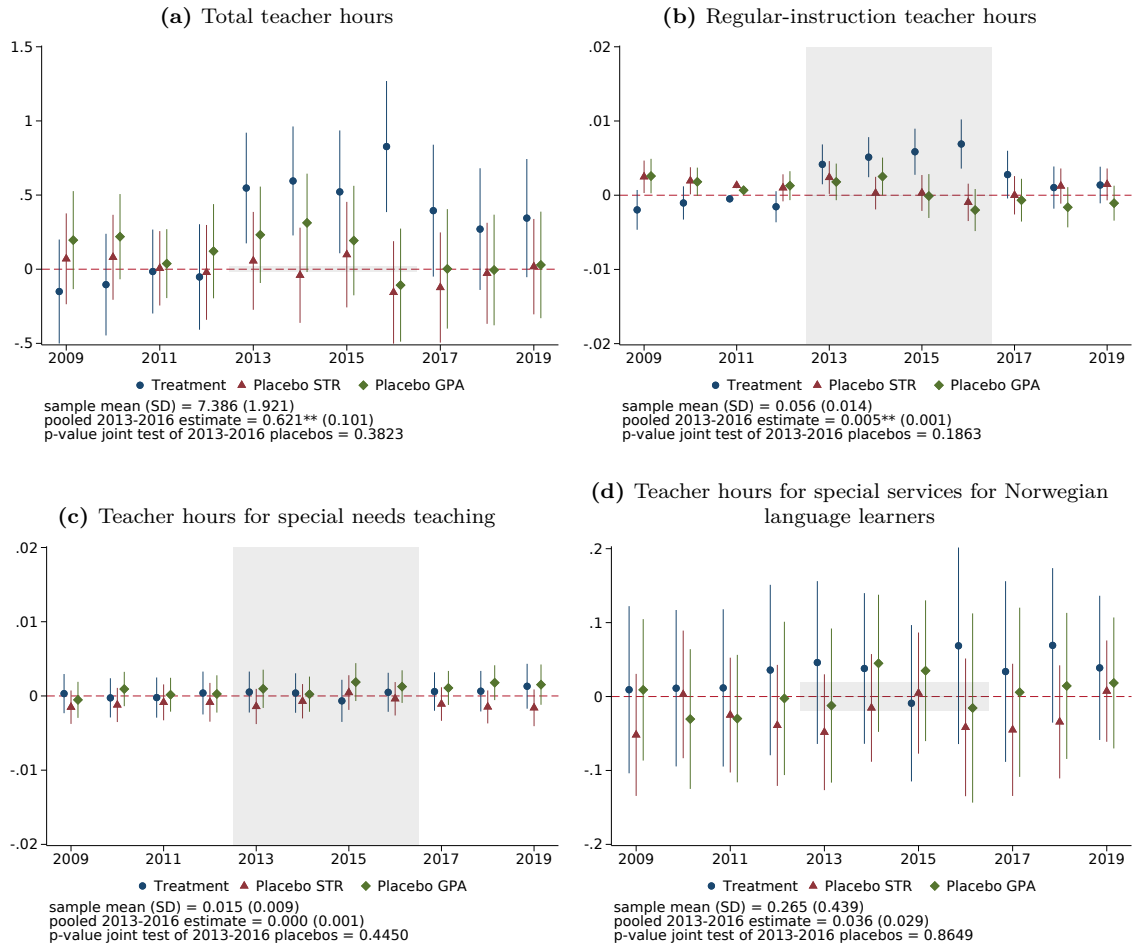 (a) Total teacher hours
1.5
1
.5
0
-.5
2009 2011 2013 2015 2017 2019
Treatment Placebo STR Placebo GPA
sample mean (SD) = 7.386 (1.921)
pooled 2013-2016 estimate = 0.621** (0.101)
p-value joint test of 2013-2016 placebos = 0.3823
(b) Regular-instruction teacher hours
.02
.01
0
-.01
-.02
2009 2011 2013 2015 2017 2019
Treatment Placebo STR Placebo GPA
sample mean (SD) = 0.056 (0.014)
pooled 2013-2016 estimate = 0.005** (0.001)
p-value joint test of 2013-2016 placebos = 0.1863
(c) Teacher hours for special needs teaching
.02
.01
0
-.01
-.02
2009 2011 2013 2015 2017 2019
Treatment Placebo STR Placebo GPA
sample mean (SD) = 0.015 (0.009)
pooled 2013-2016 estimate = 0.000 (0.001)
p-value joint test of 2013-2016 placebos = 0.4450
(d) Teacher hours for special services for Norwegian
language learners
.2
.1
0
-.1
-.2
2009 2011 2013 2015 2017 2019
Treatment Placebo STR Placebo GPA
sample mean (SD) = 0.265 (0.439)
pooled 2013-2016 estimate = 0.036 (0.029)
p-value joint test of 2013-2016 placebos = 0.8649